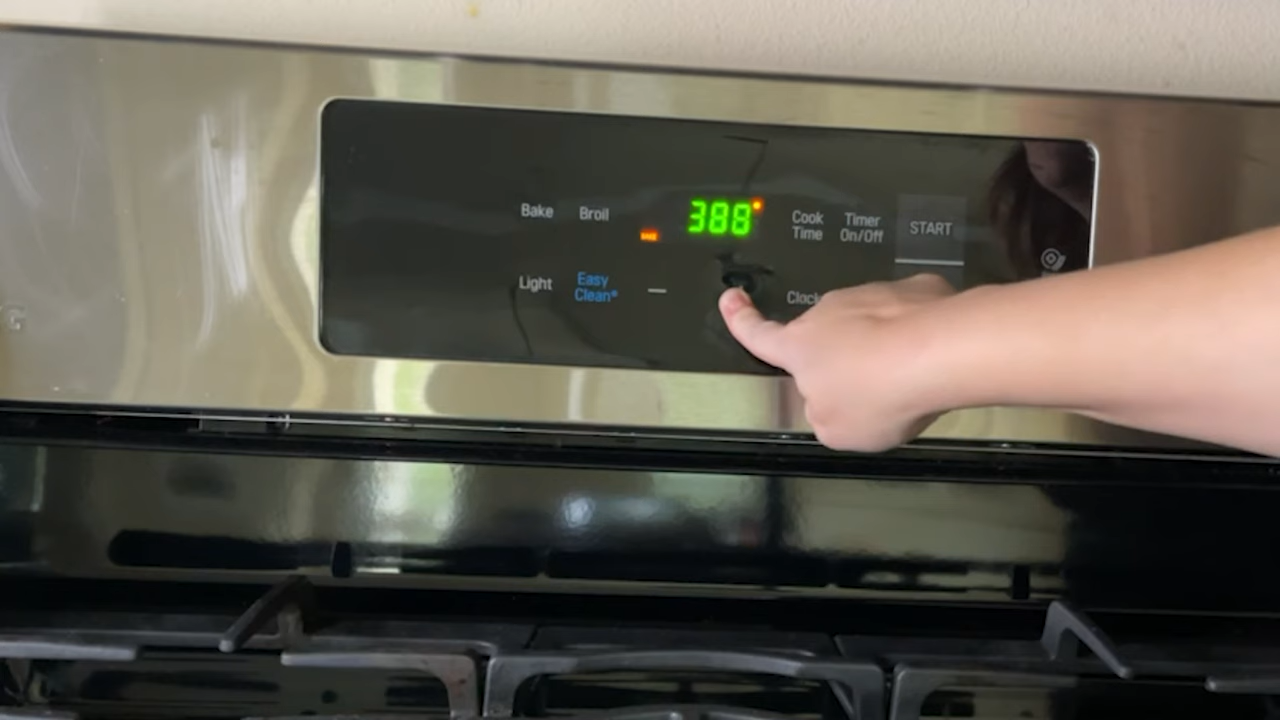 Bake
Broil
388°
Cook
Time
Timer
On/Off
START
Light
Easy
Clean®
—
G